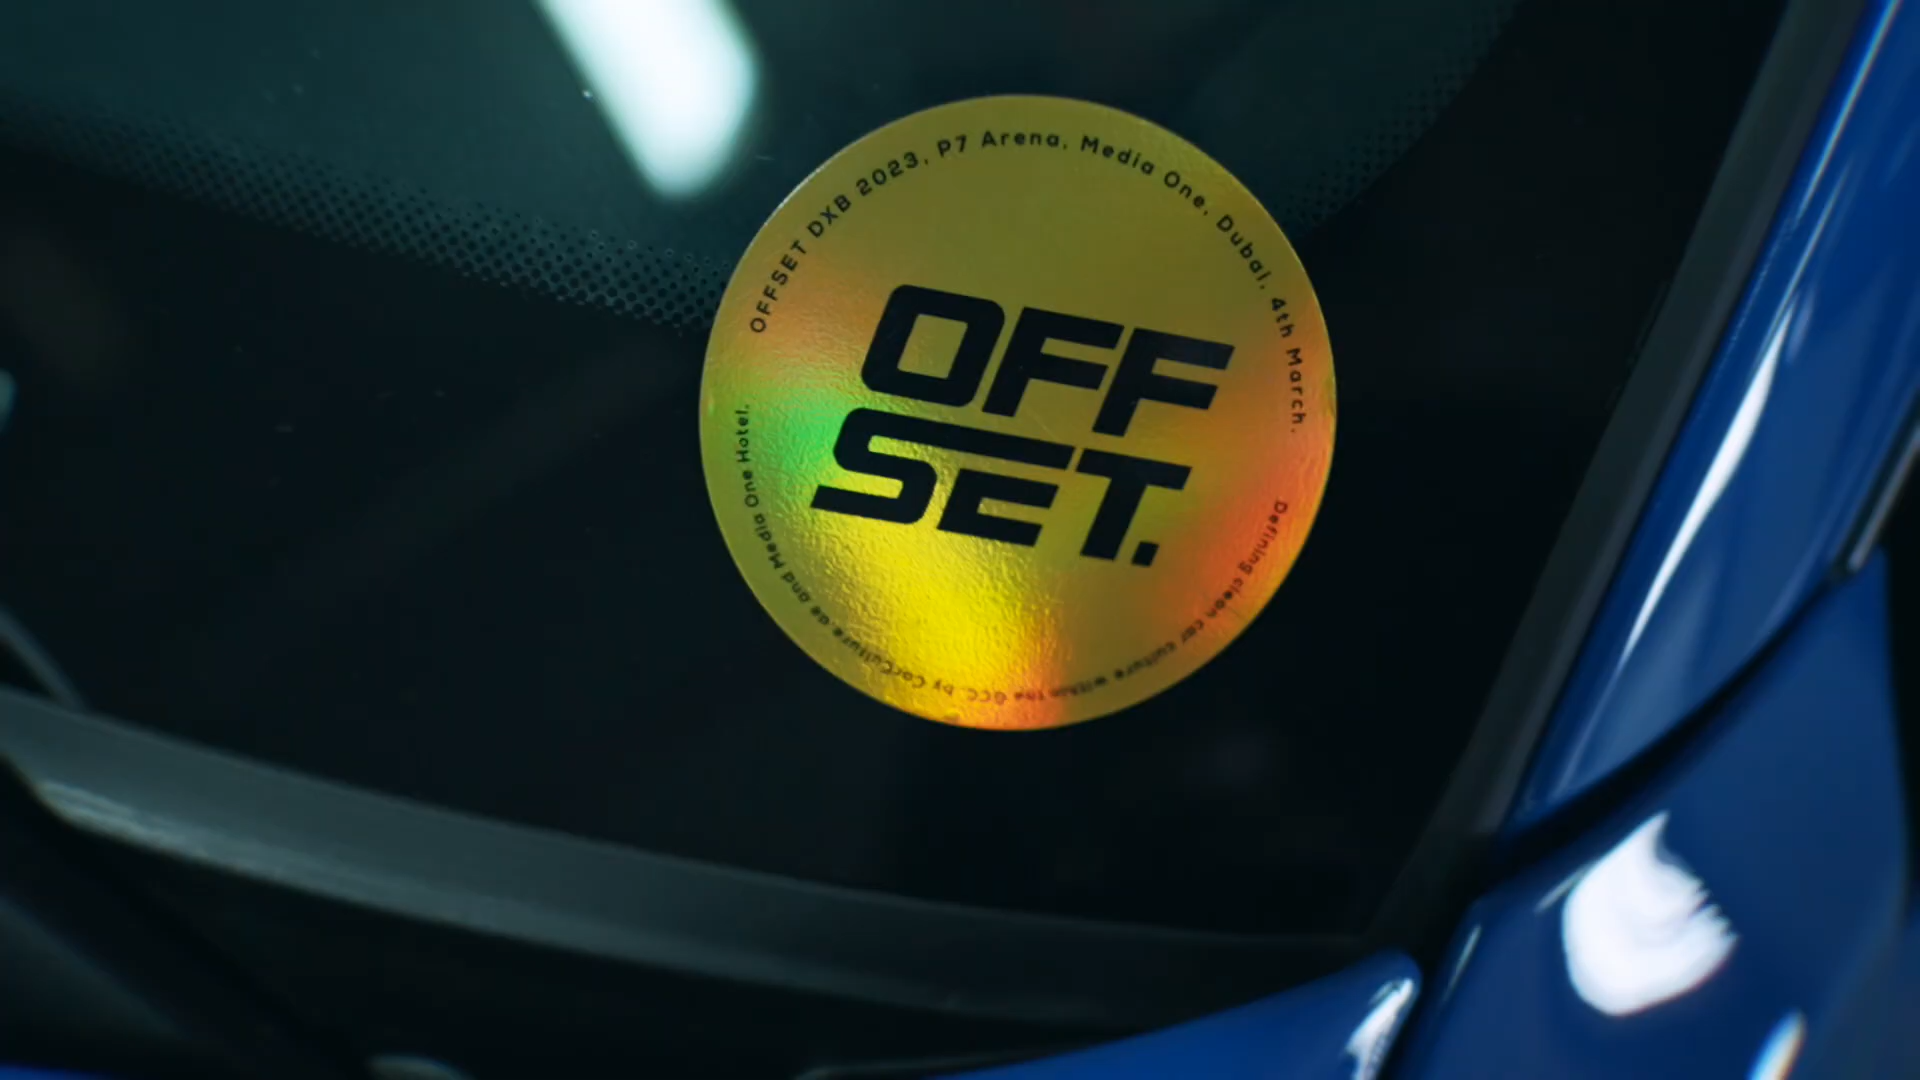 OFFSET DXB 2023, P7 Arena, Media One, Dubai, 4th March.
OFF
SET.
Defining clean car culture within the GCC, by CarCulture.ae and Media One Hotel.